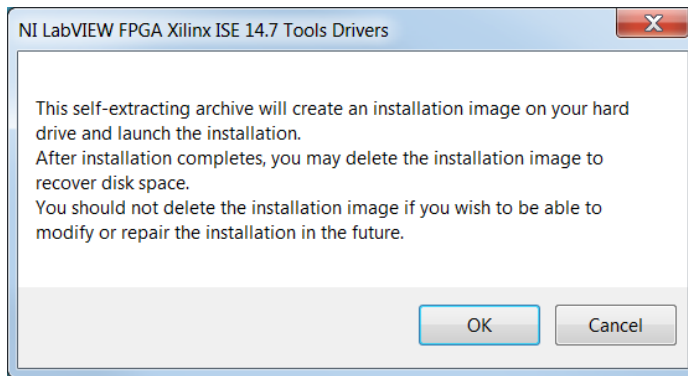 NI LabVIEW FPGA Xilinx ISE 14.7 Tools Drivers
This self-extracting archive will create an installation image on your hard
drive and launch the installation.
After installation completes, you may delete the installation image to
recover disk space.
You should not delete the installation image if you wish to be able to
modify or repair the installation in the future.
OK
Cancel